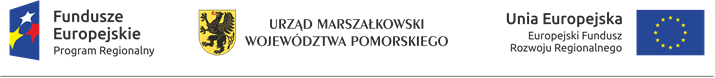 Fundusze
Europejskie
Program Regionalny
URZĄD MARSZAŁKOWSKI
WOJEWÓDZTWA POMORSKIEGO
Unia Europejska
Europejski Fundusz
Rozwoju Regionalnego